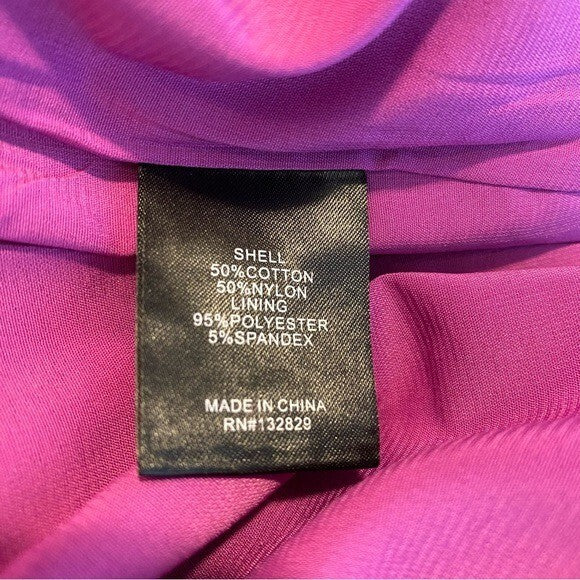 SHELL
50%COTTON
50%NYLON
LINING
95%POLYESTER
5%SPANDEX
MADE IN CHINA
RN#132829